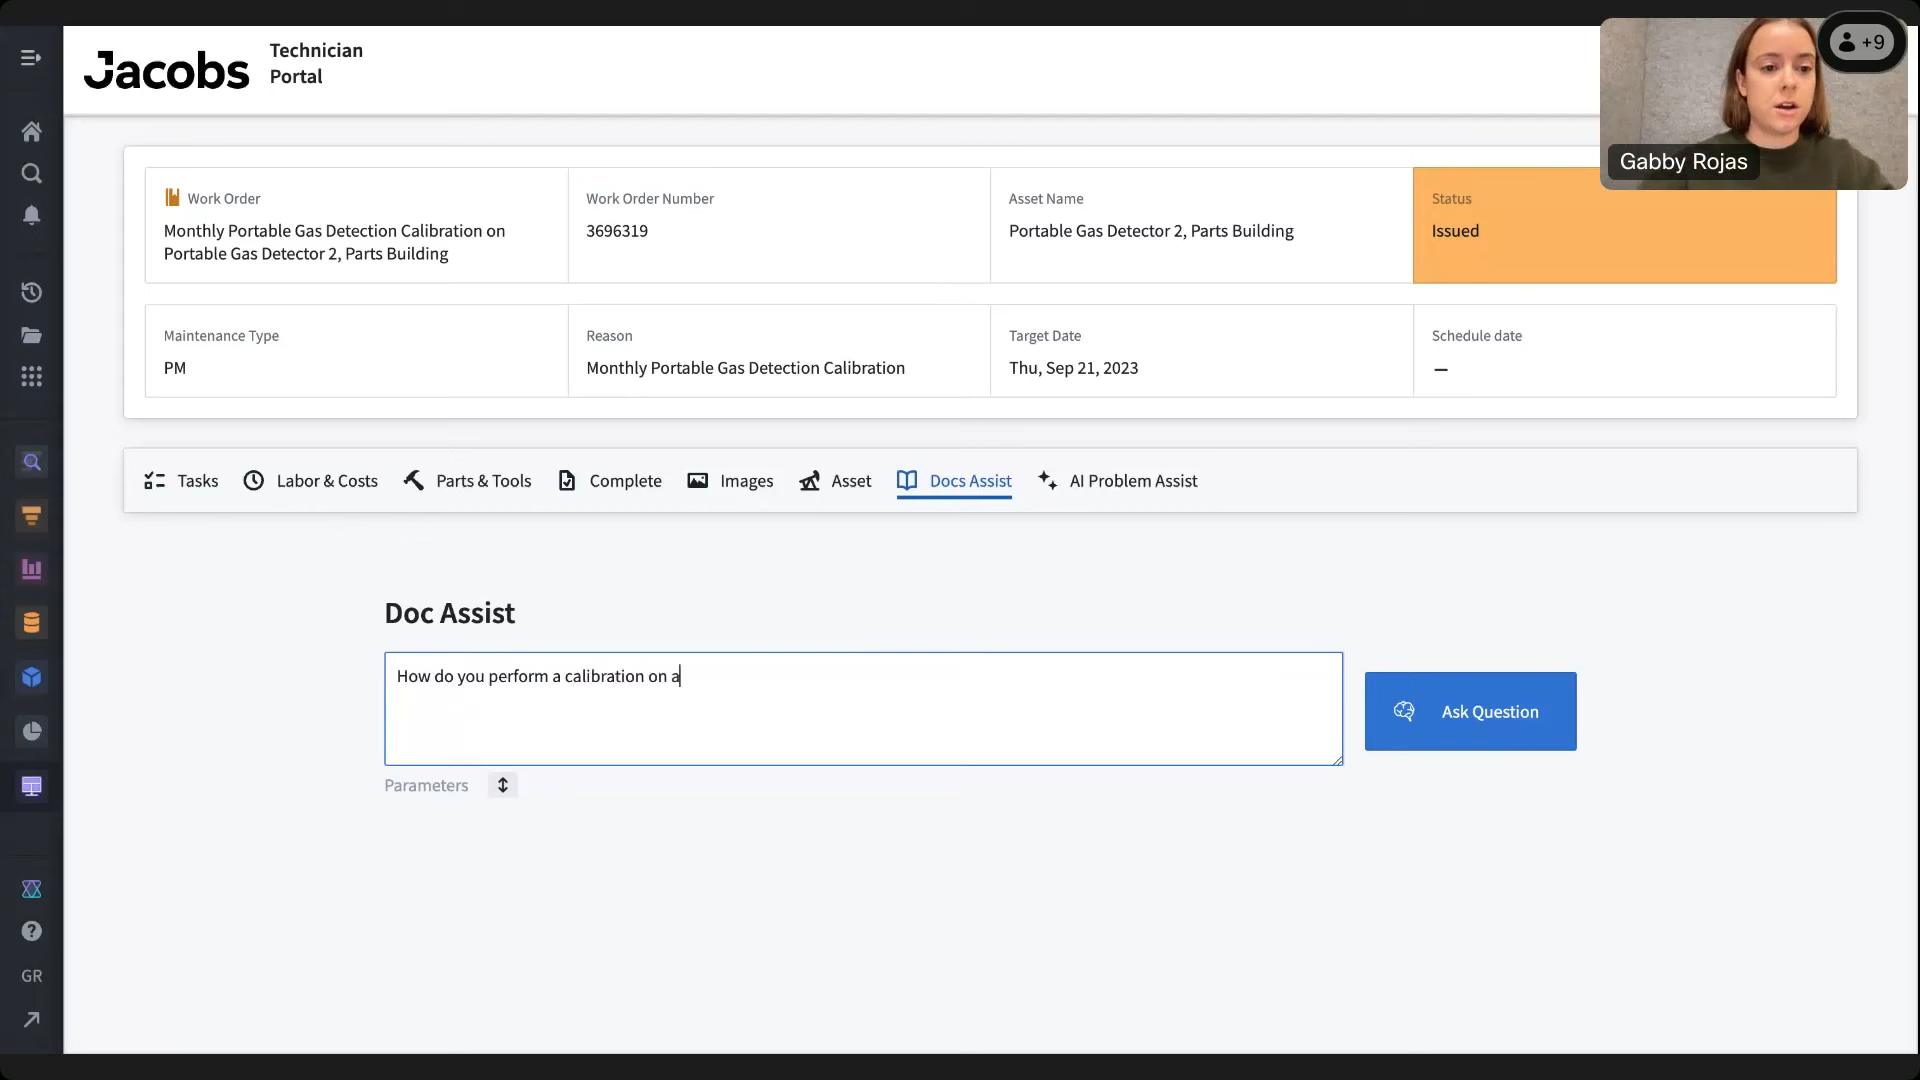 Jacobs
Technician
Portal
+9
Gabby Rojas
Work Order
Monthly Portable Gas Detection Calibration on
Portable Gas Detector 2, Parts Building
Work Order Number
3696319
Asset Name
Portable Gas Detector 2, Parts Building
Status
Issued
Maintenance Type
PM
Reason
Monthly Portable Gas Detection Calibration
Target Date
Thu, Sep 21, 2023
Schedule date
—
Tasks
Labor & Costs
Parts & Tools
Complete
Images
Asset
Docs Assist
AI Problem Assist
Doc Assist
How do you perform a calibration on a
Ask Question
Parameters
GR